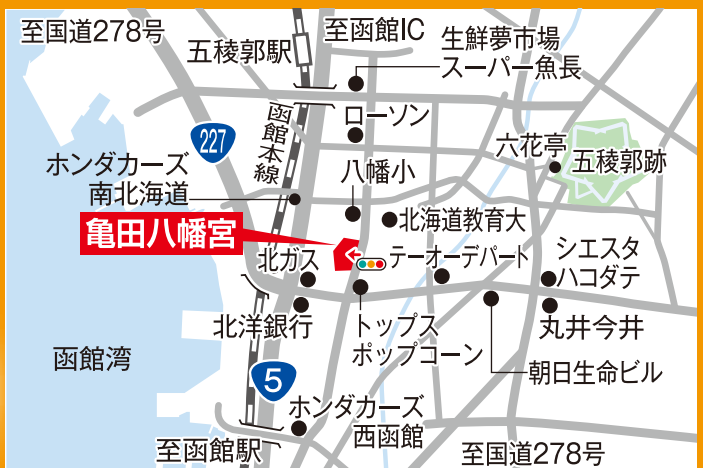 至国道278号
五稜郭駅
至函館IC
生鮮夢市場
スーパー魚長
227
函館本線
ローソン
六花亭
五稜郭跡
ホンダカーズ
南北海道
八幡小
亀田八幡宮
北海道教育大
北ガス
テーオーデパート
シエスタ
ハコダテ
北洋銀行
トップス
ポップコーン
丸井今井
函館湾
5
朝日生命ビル
ホンダカーズ
西函館
至函館駅
至国道278号